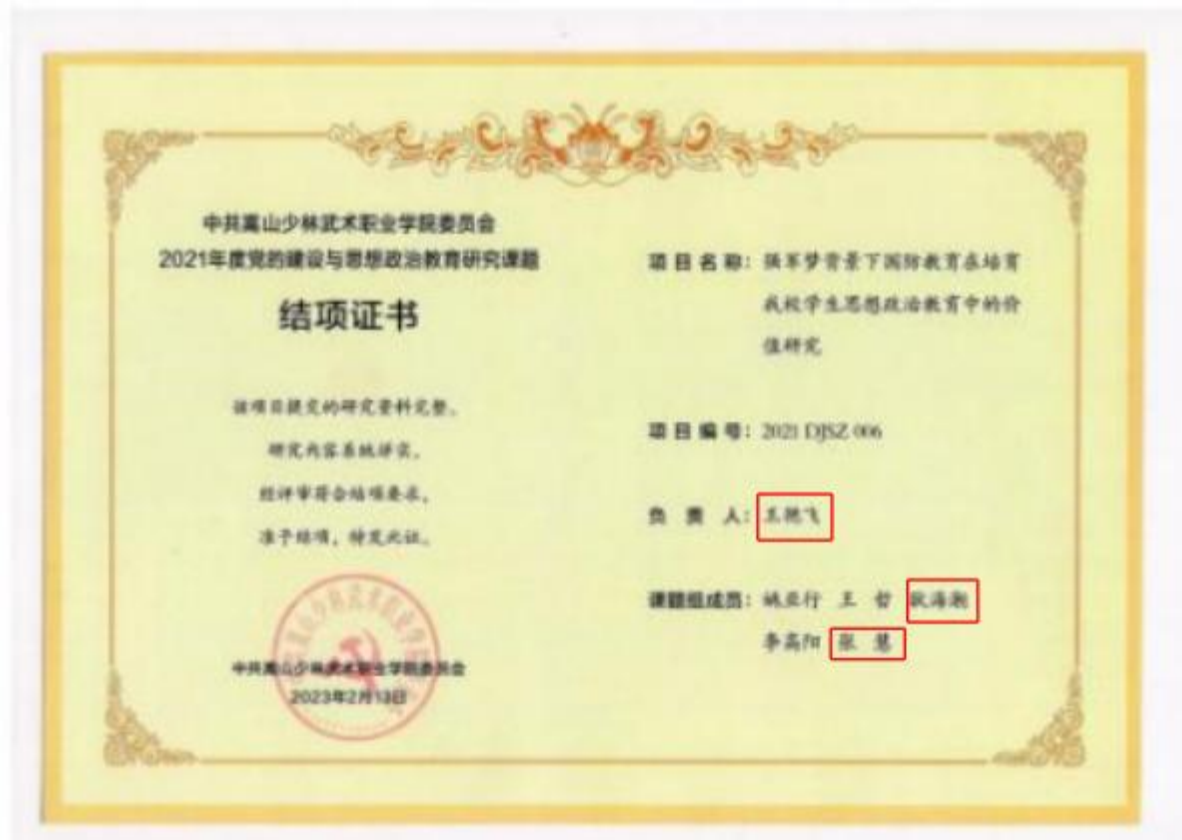 中共嵩山少林武术职业学院委员会
2021年度党的建设与思想政治教育研究课题
结项证书
该项目提交的研究资料完整,
研究内容系统详实,
经评审符合结项要求,
准予结项,特发此证。
中共嵩山少林武术职业学院委员会
2023年2月13日
项目名称:强军梦背景下国防教育在培育
我校学生思想政治教育中的价
值研究
项目编号:2021 DJSZ 006
负责人:王艳飞
课题组成员:姚亚行 王哲 耿海潮
李高阳 张慧